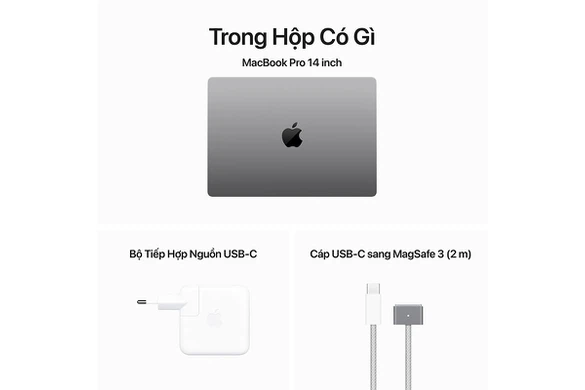 Trong Hộp Có Gì
MacBook Pro 14 inch
Bộ Tiếp Hợp Nguồn USB-C
Cáp USB-C sang MagSafe 3 (2 m)